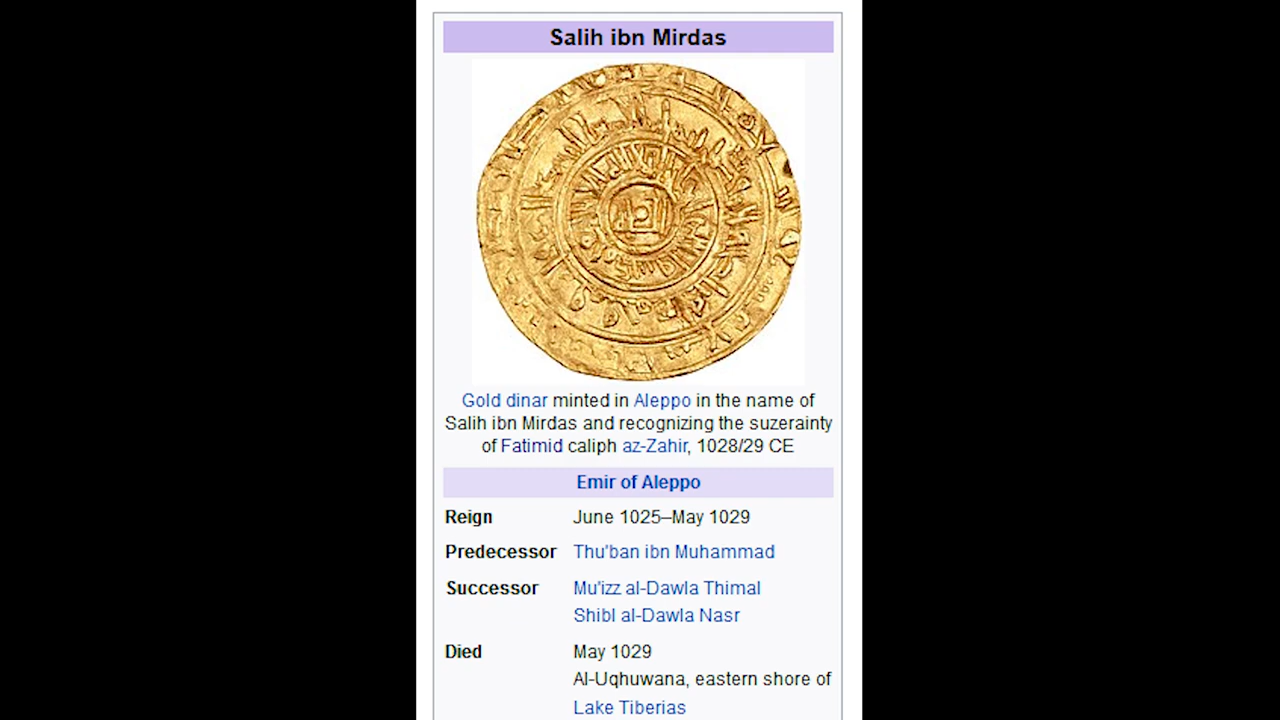 Salih ibn Mirdas
Gold dinar minted in Aleppo in the name of
Salih ibn Mirdas and recognizing the suzerainty
of Fatimid caliph az-Zahir, 1028/29 CE
Emir of Aleppo
Reign June 1025–May 1029
Predecessor Thu'ban ibn Muhammad
Successor Mu'izz al-Dawla Thimal
Shibl al-Dawla Nasr
Died May 1029
Al-Uqhuwana, eastern shore of
Lake Tiberias